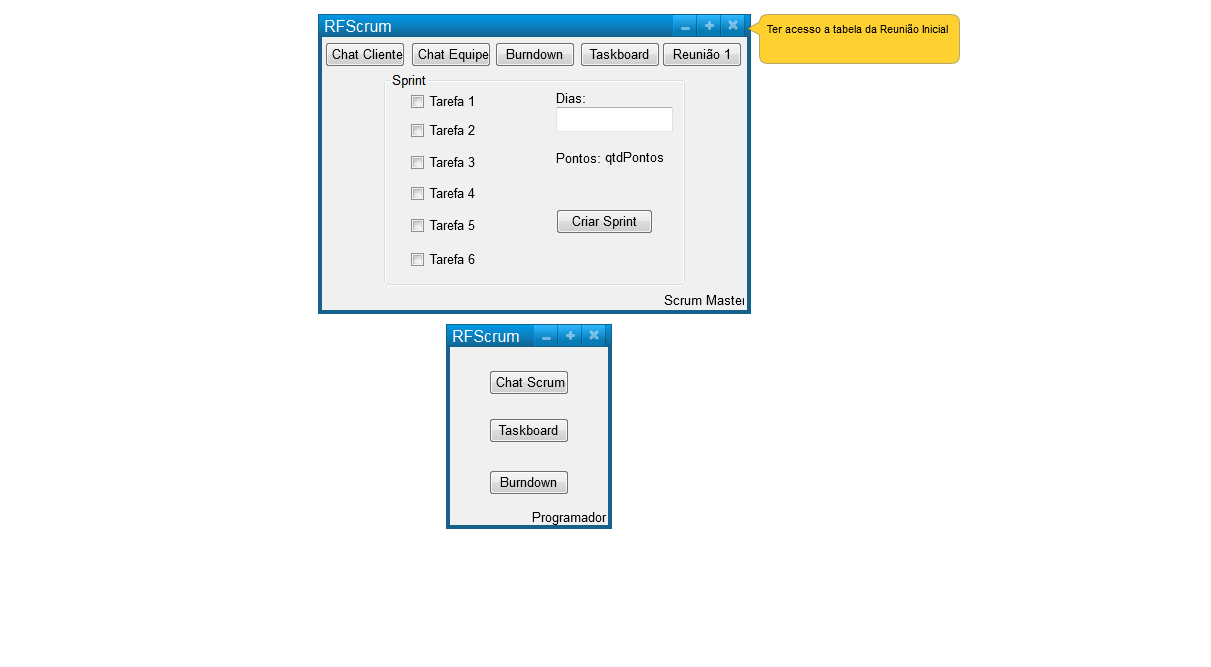 RFScrum
Ter acesso a tabela da Reunião Inicial
Chat Cliente Chat Equipe Burndown Taskboard Reunião 1
Sprint
Tarefa 1
Dias:
Tarefa 2
Tarefa 3
Pontos: qtdPontos
Tarefa 4
Tarefa 5
Criar Sprint
Tarefa 6
Scrum Master
RFScrum
Chat Scrum
Taskboard
Burndown
Programador